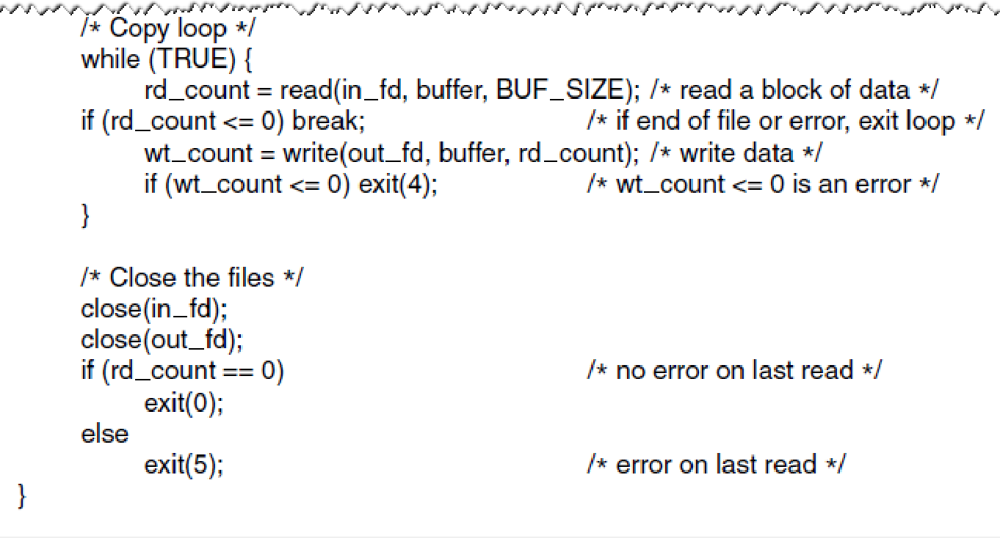 /* Copy loop */
while (TRUE) {
rd_count = read(in_fd, buffer, BUF_SIZE); /* read a block of data */
if (rd_count <= 0) break; /* if end of file or error, exit loop */
wt_count = write(out_fd, buffer, rd_count); /* write data */
if (wt_count <= 0) exit(4); /* wt_count <= 0 is an error */
}
/* Close the files */
close(in_fd);
close(out_fd);
if (rd_count == 0) /* no error on last read */
exit(0);
else
exit(5); /* error on last read */
}